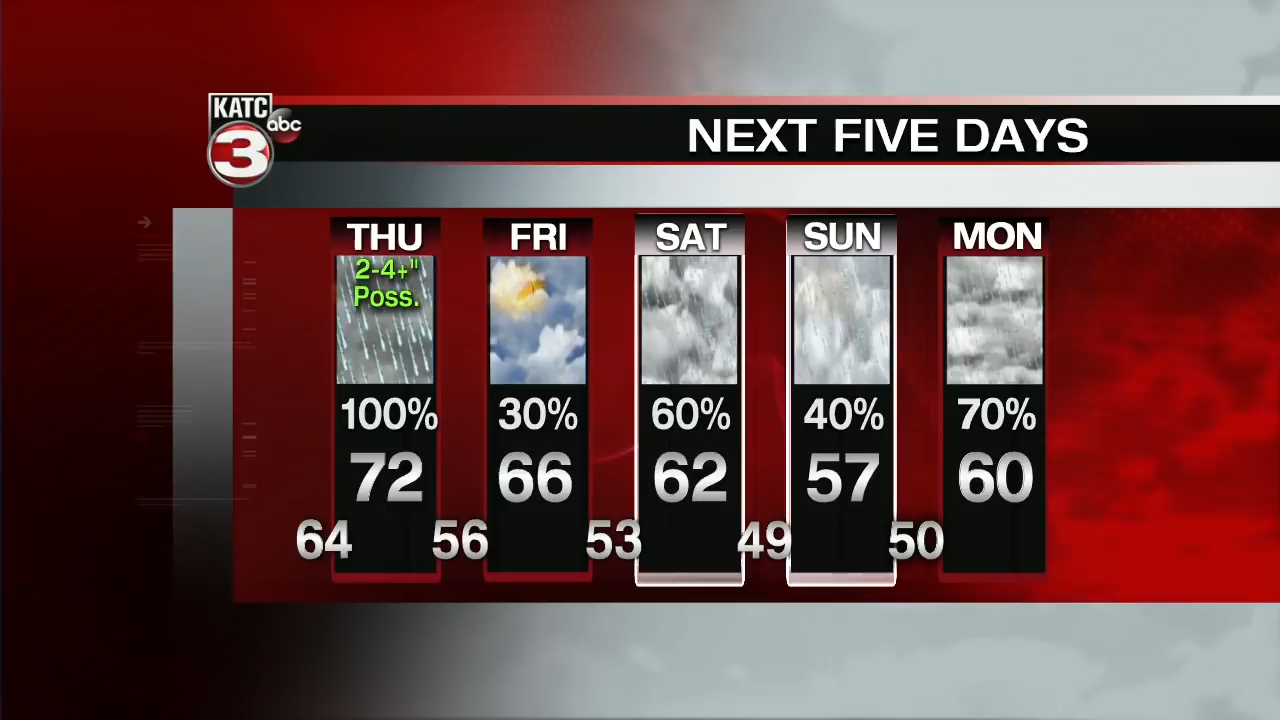 KATC
abc
3
NEXT FIVE DAYS
THU FRI SAT SUN MON
2-4+"
Poss.
100% 30% 60% 40% 70%
72 66 62 57 60
64 56 53 49 50